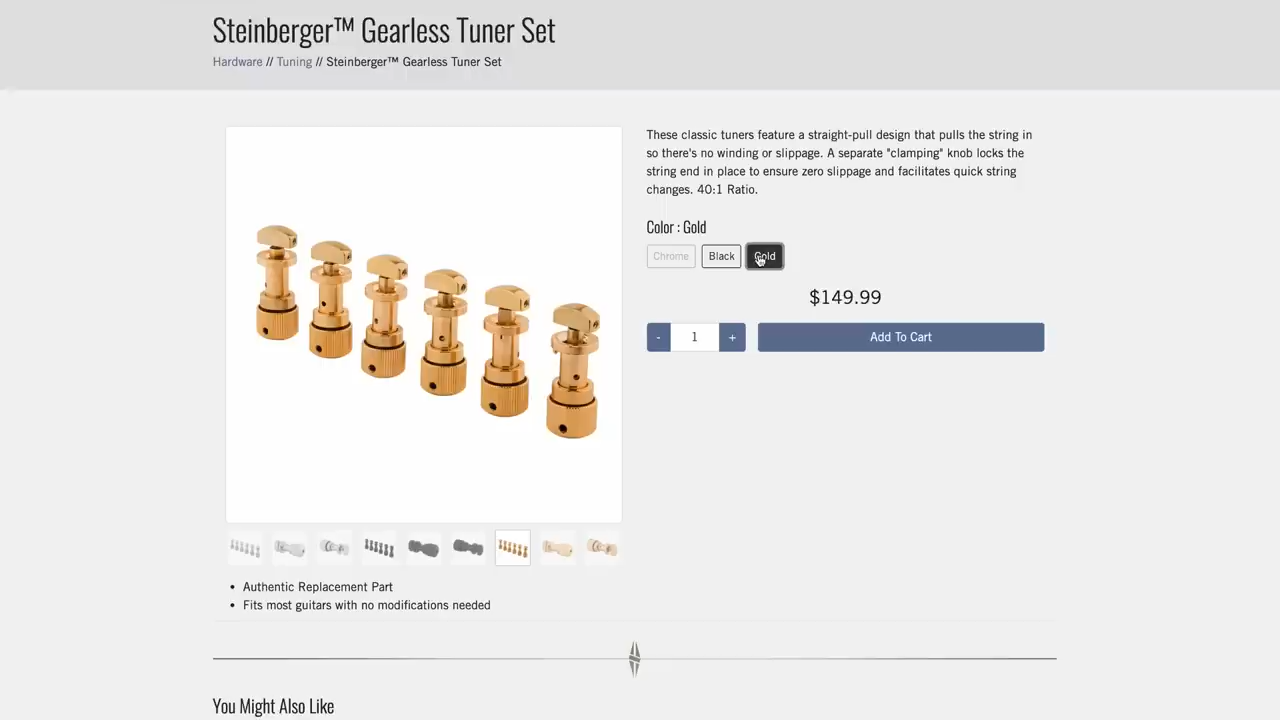 Steinberger™ Gearless Tuner Set
Hardware // Tuning // Steinberger™ Gearless Tuner Set
These classic tuners feature a straight-pull design that pulls the string in
so there's no winding or slippage. A separate "clamping" knob locks the
string end in place to ensure zero slippage and facilitates quick string
changes. 40:1 Ratio.
Color : Gold
Chrome Black Gold
$149.99
- 1 + Add To Cart
• Authentic Replacement Part
• Fits most guitars with no modifications needed
You Might Also Like